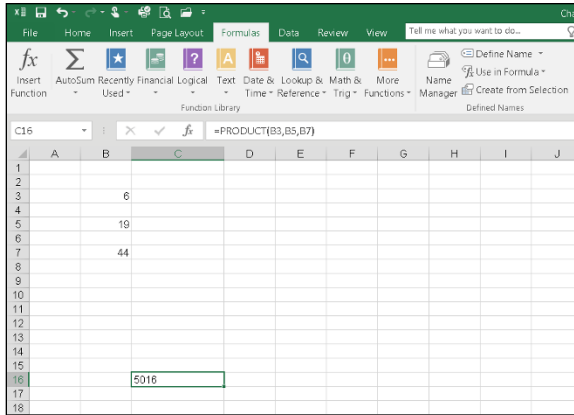 Cha
File Home Insert Page Layout Formulas Data Review View Tell me what you want to do...
fx Σ ? A θ
Insert Function AutoSum Recently Used Financial Logical Text Date & Time Lookup & Reference Math & Trig More Functions Name Manager Define Name
Use in Formula
Create from Selection
Function Library Defined Names
C16 fx =PRODUCT(B3,B5,B7)
A B C D E F G H I J
1
2
3 6
4
5 19
6
7 44
8
9
10
11
12
13
14
15
16 5016
17
18